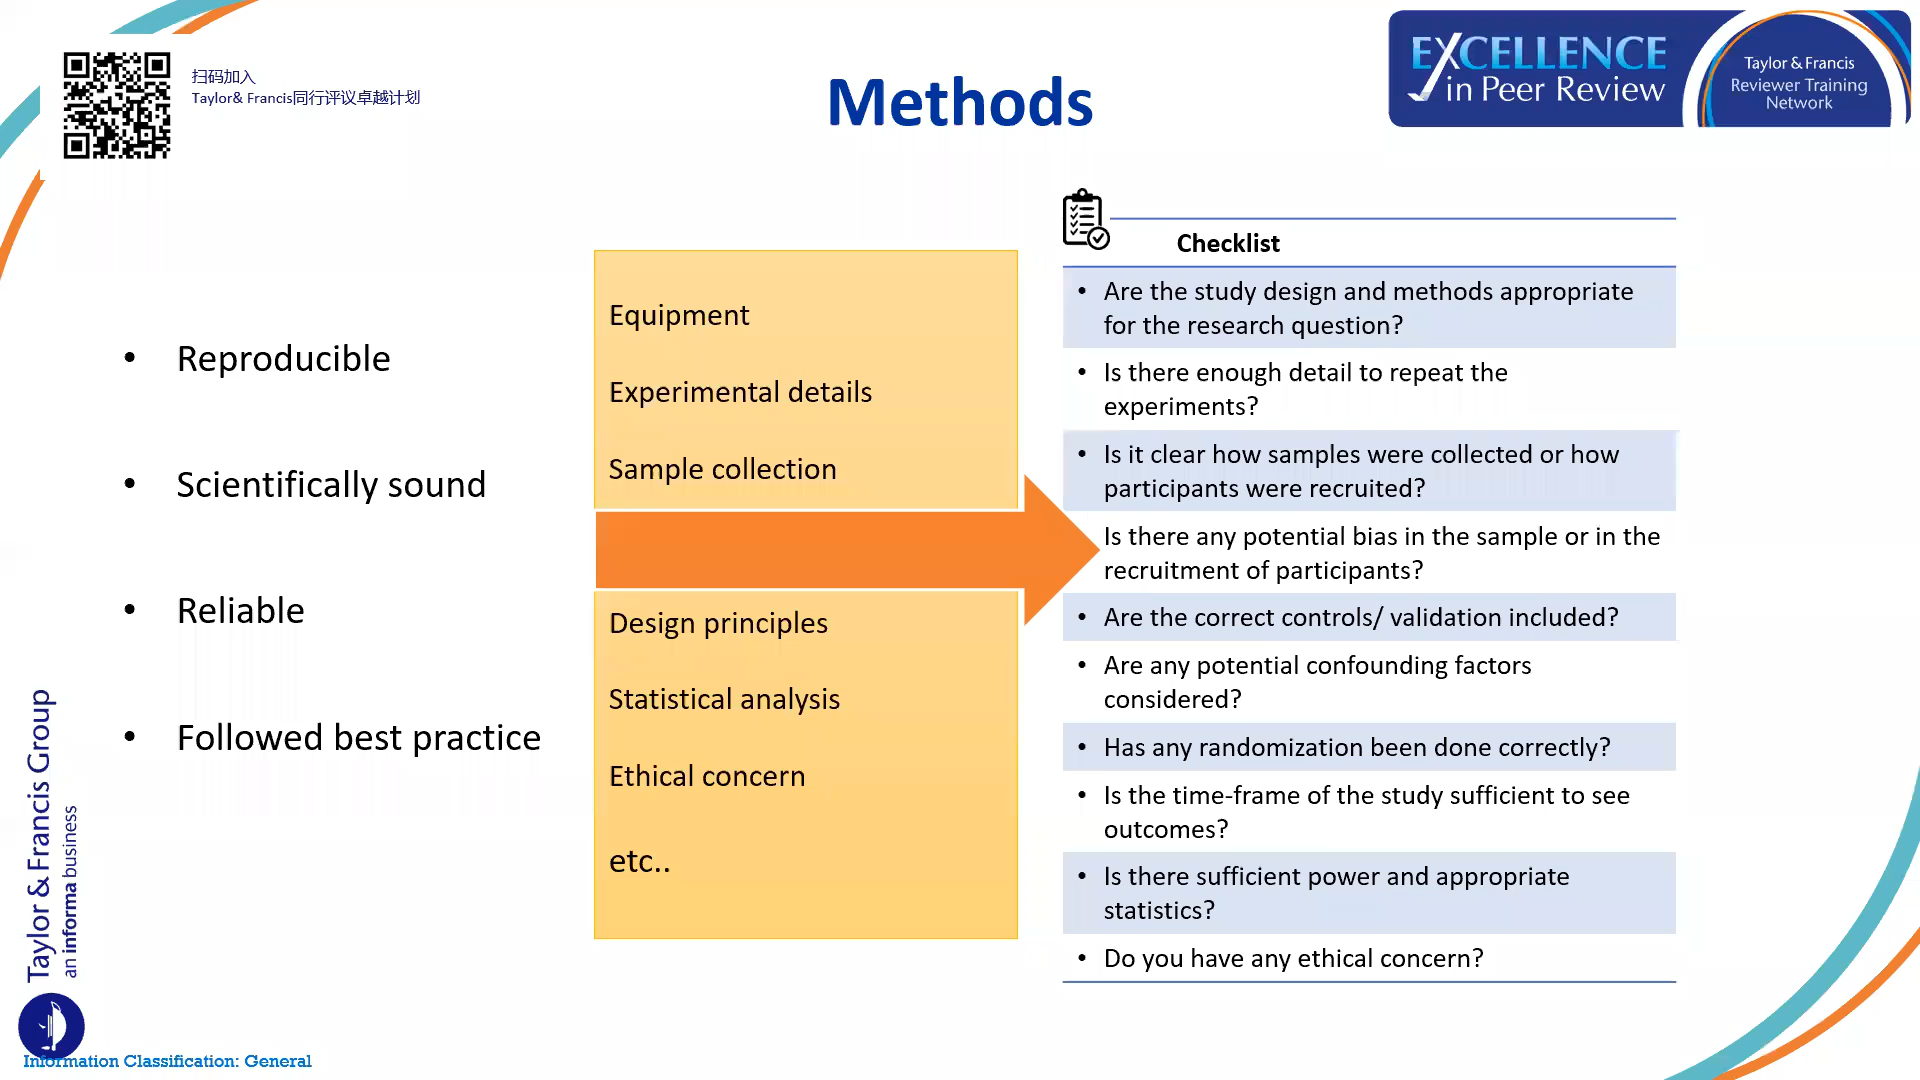 扫码加入
Taylor& Francis同行评议卓越计划
Methods
EXCELLENCE
in Peer Review
Taylor & Francis
Reviewer Training
Network
• Reproducible
• Scientifically sound
• Reliable
• Followed best practice
Equipment
Experimental details
Sample collection
Design principles
Statistical analysis
Ethical concern
etc..
Checklist
• Are the study design and methods appropriate
for the research question?
• Is there enough detail to repeat the
experiments?
• Is it clear how samples were collected or how
participants were recruited?
Is there any potential bias in the sample or in the
recruitment of participants?
• Are the correct controls/ validation included?
• Are any potential confounding factors
considered?
• Has any randomization been done correctly?
• Is the time-frame of the study sufficient to see
outcomes?
• Is there sufficient power and appropriate
statistics?
• Do you have any ethical concern?
Taylor & Francis Group
an informa business
Information Classification: General